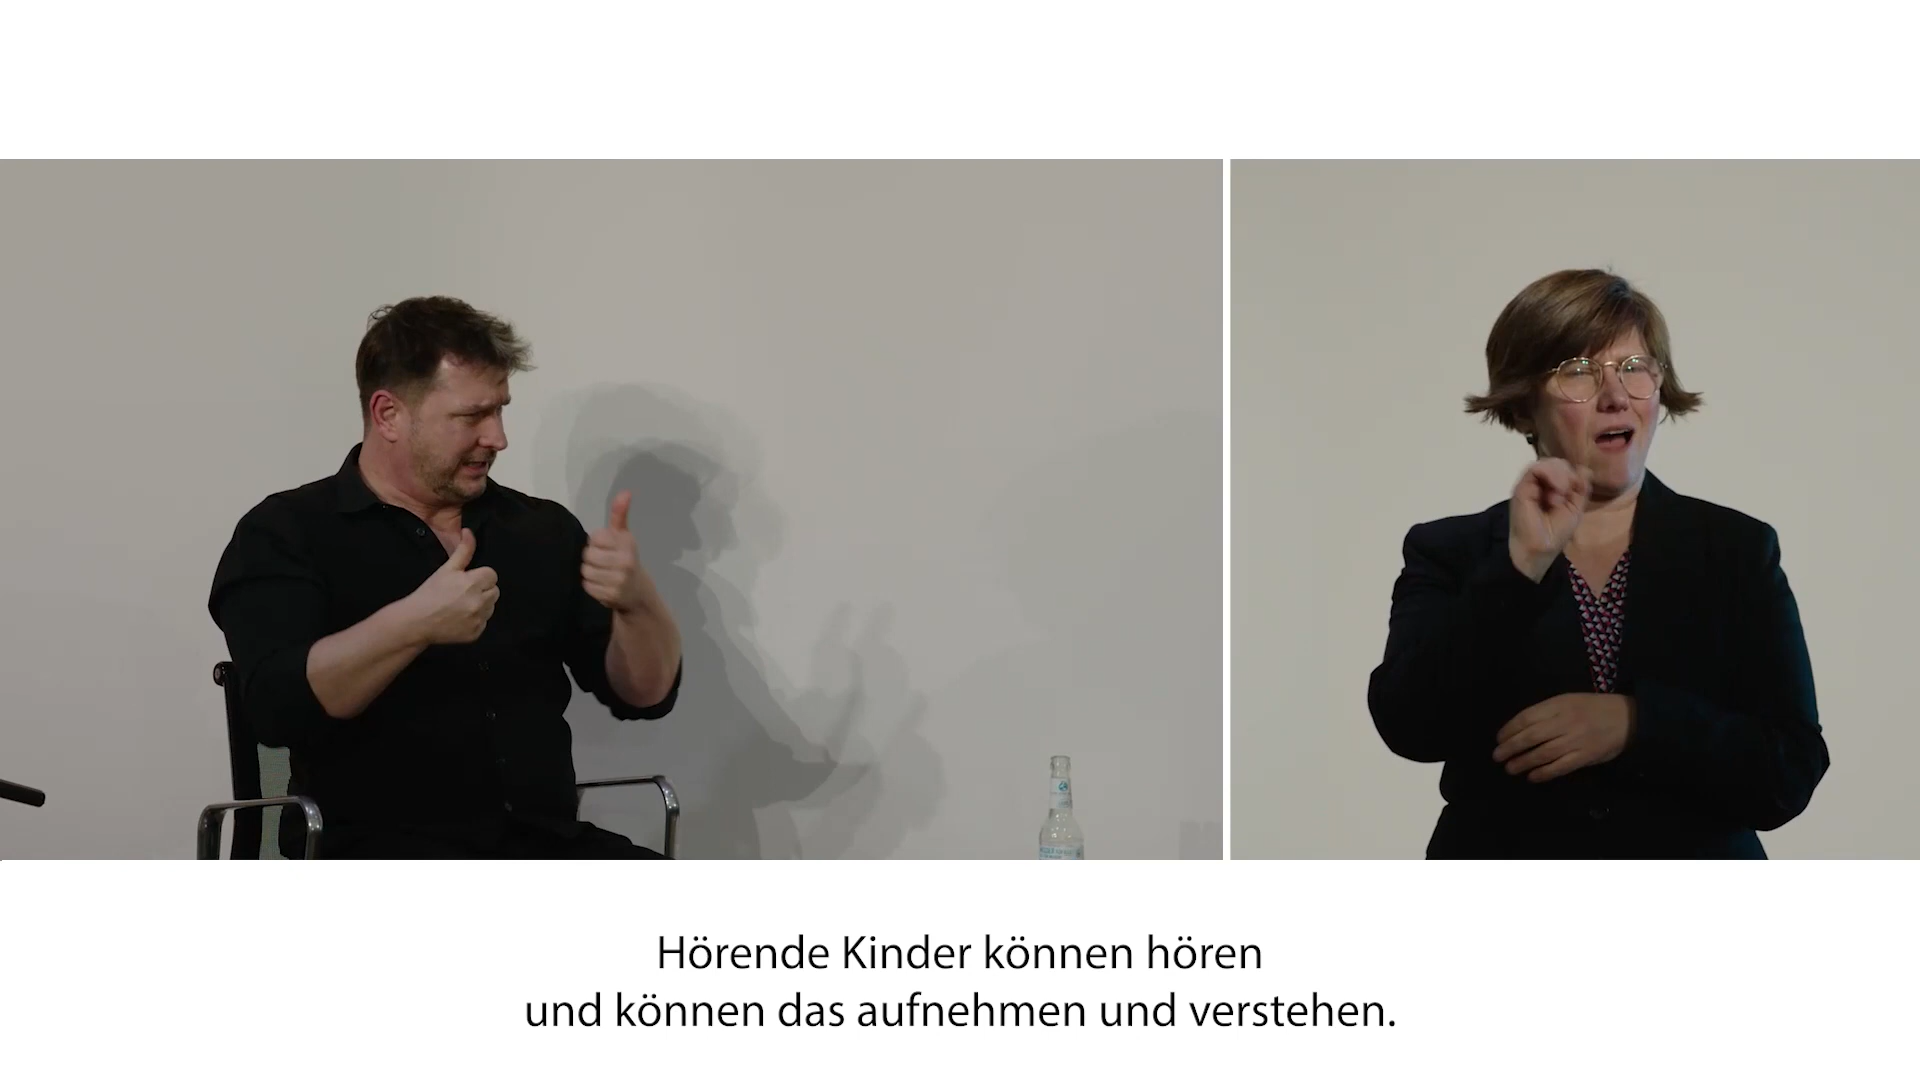 Hörende Kinder können hören
und können das aufnehmen und verstehen.